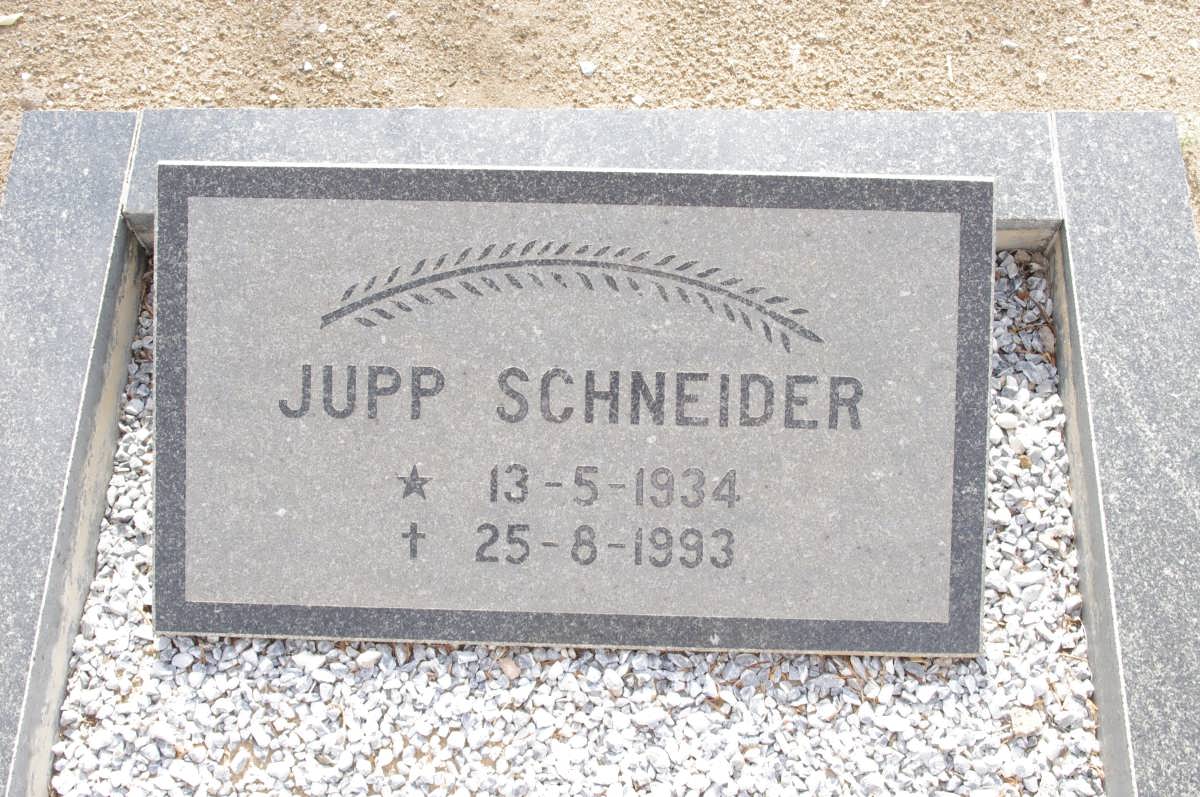 JUPP SCHNEIDER
★ 13-5-1934
✝ 25-8-1993